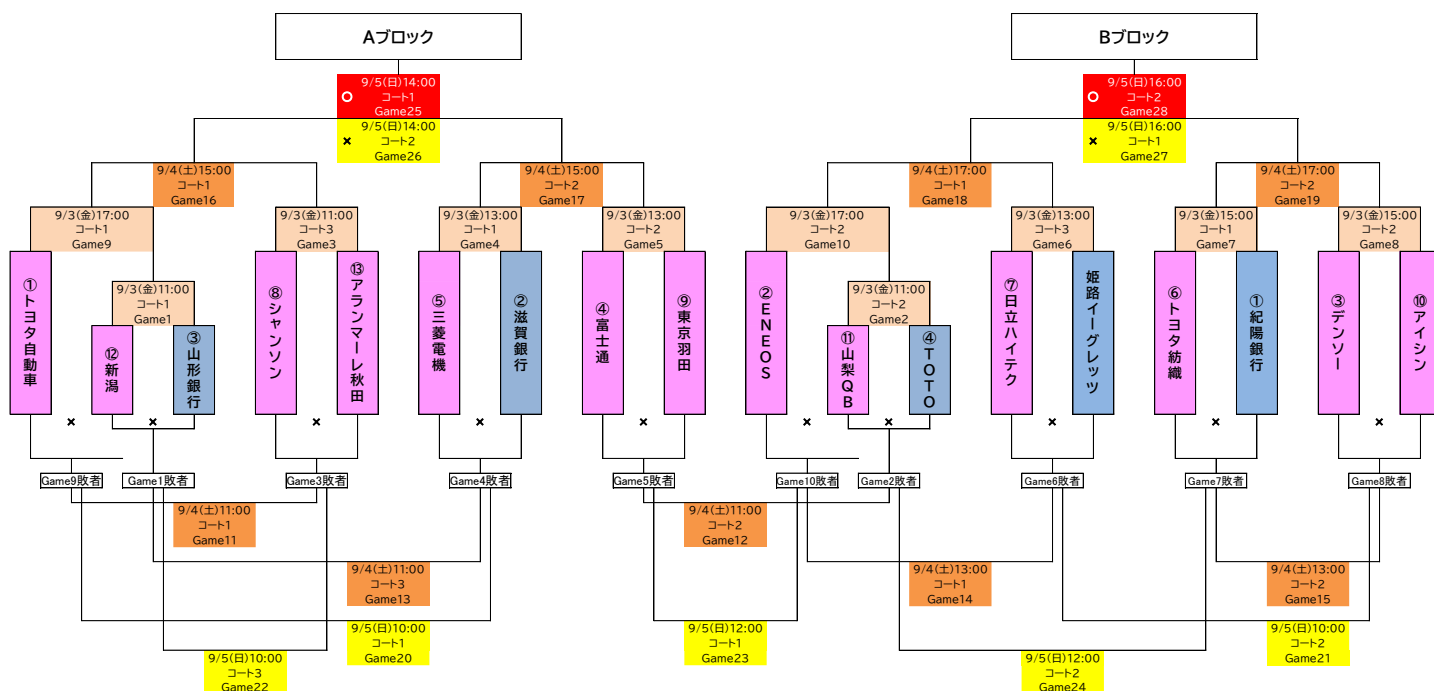 Aブロック
Bブロック
9/5(日)14:00
○ コート1
Game25
9/5(日)16:00
○ コート2
Game28
9/5(日)14:00
× コート2
Game26
9/5(日)16:00
× コート1
Game27
9/4(土)15:00
コート1
Game16
9/4(土)15:00
コート2
Game17
9/4(土)17:00
コート1
Game18
9/4(土)17:00
コート2
Game19
9/3(金)17:00
コート1
Game9
9/3(金)11:00
コート3
Game3
9/3(金)13:00
コート1
Game4
9/3(金)13:00
コート2
Game5
9/3(金)17:00
コート2
Game10
9/3(金)13:00
コート3
Game6
9/3(金)15:00
コート1
Game7
9/3(金)15:00
コート2
Game8
9/3(金)11:00
コート1
Game1
9/3(金)11:00
コート2
Game2
①トヨタ自動車
⑫新潟
③山形銀行
⑧シャンソン
⑬アランマーレ秋田
⑤三菱電機
②滋賀銀行
④富士通
⑨東京羽田
②ENEOS
⑪山梨QB
④TOTO
⑦日立ハイテク
姫路イーグレッツ
⑥トヨタ紡織
①紀陽銀行
③デンソー
⑩アイシン
× × × × × × × × × ×
Game9敗者
Game1敗者
Game3敗者
Game4敗者
Game5敗者
Game10敗者
Game2敗者
Game6敗者
Game7敗者
Game8敗者
9/4(土)11:00
コート1
Game11
9/4(土)11:00
コート2
Game12
9/4(土)11:00
コート3
Game13
9/4(土)13:00
コート1
Game14
9/4(土)13:00
コート2
Game15
9/5(日)10:00
コート1
Game20
9/5(日)12:00
コート1
Game23
9/5(日)10:00
コート2
Game21
9/5(日)10:00
コート3
Game22
9/5(日)12:00
コート2
Game24